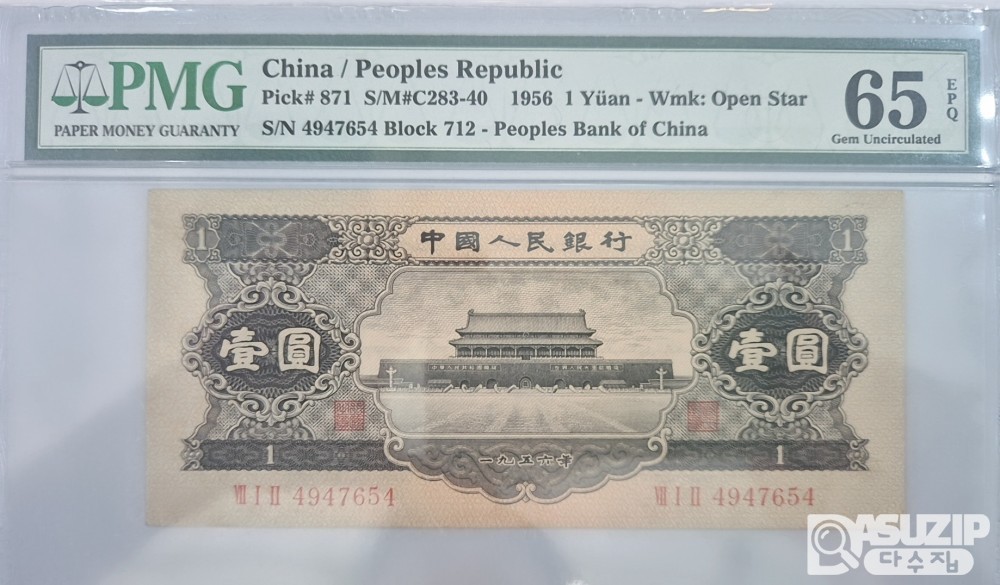 PMG
PAPER MONEY GUARANTY
China / Peoples Republic
Pick# 871 S/M#C283-40 1956 1 Yüan - Wmk: Open Star
S/N 4947654 Block 712 - Peoples Bank of China
65
EPQ
Gem Uncirculated
1 中國人民銀行 1
壹圓 壹圓
1 一九五六年 1
Ⅶ Ⅰ Ⅱ 4947654 Ⅶ Ⅰ Ⅱ 4947654
DASUZIP
다수집